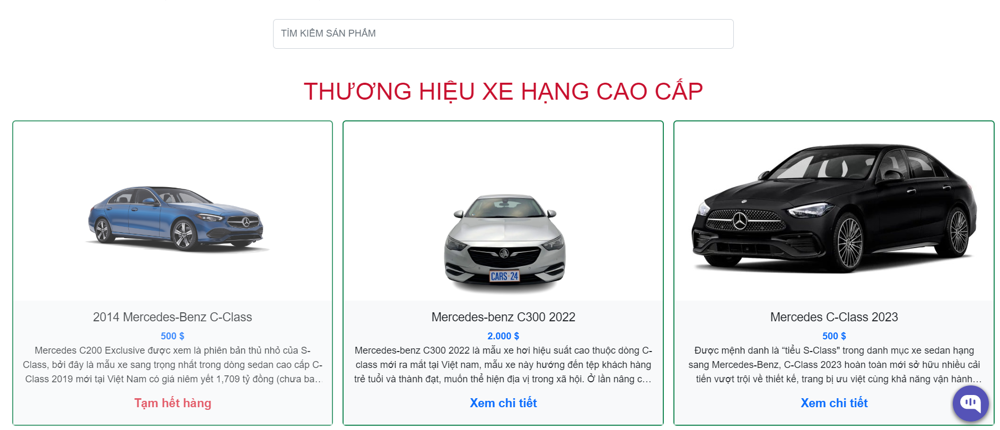 TÌM KIẾM SẢN PHẨM
THƯƠNG HIỆU XE HẠNG CAO CẤP
CARS-24
2014 Mercedes-Benz C-Class
500 $
Mercedes C200 Exclusive được xem là phiên bản thủ nhỏ của S-
Class, bởi đây là mẫu xe sang trọng nhất trong dòng sedan cao cấp C-
Class 2019 mới tại Việt Nam có giá niêm yết 1,709 tỷ đồng (chưa ba...
Tạm hết hàng
Mercedes-benz C300 2022
2.000 $
Mercedes-benz C300 2022 là mẫu xe hơi hiệu suất cao thuộc dòng C-
class mới ra mắt tại Việt nam, mẫu xe này hướng đến tệp khách hàng
trẻ tuổi và thành đạt, muốn thể hiện địa vị trong xã hội. Ở lần nâng c...
Xem chi tiết
Mercedes C-Class 2023
500 $
Được mệnh danh là “tiểu S-Class" trong danh mục xe sedan hạng
sang Mercedes-Benz, C-Class 2023 hoàn toàn mới sở hữu nhiều cải
tiến vượt trội về thiết kế, trang bị ưu việt cùng khả năng vận hành...
Xem chi tiết